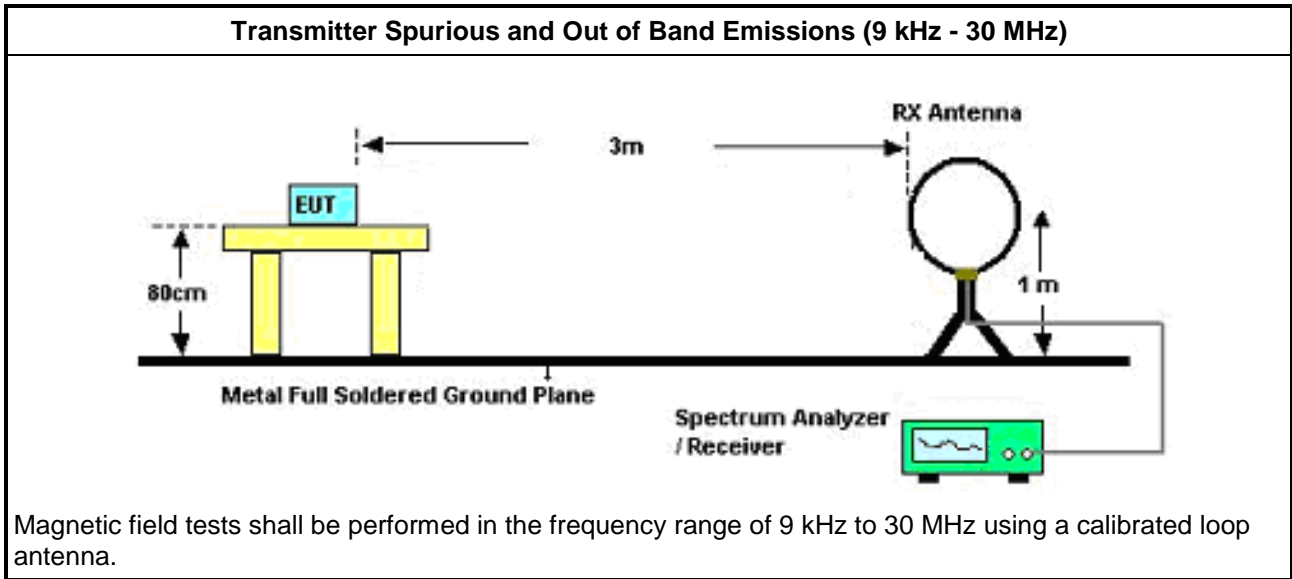 Transmitter Spurious and Out of Band Emissions (9 kHz - 30 MHz)
RX Antenna
3m
EUT
80cm
1 m
Metal Full Soldered Ground Plane
Spectrum Analyzer
/ Receiver
Magnetic field tests shall be performed in the frequency range of 9 kHz to 30 MHz using a calibrated loop
antenna.